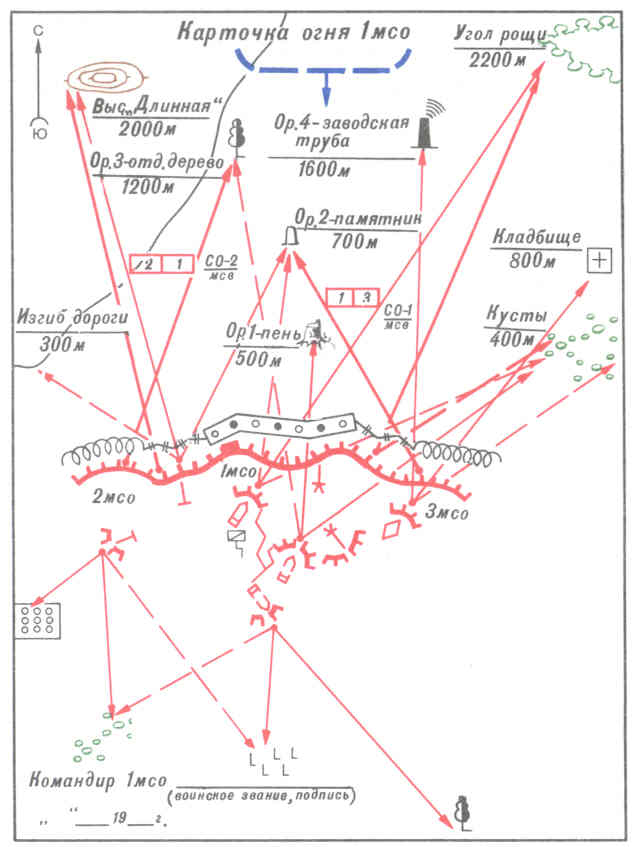 Карточка огня 1мсо
С
Ю
Угол рощи
2200м
Выс."Длинная"
2000м
Ор.4-заводская
труба
1600м
Ор.3-отд.дерево
1200м
Ор.2-памятник
700м
Кладбище
800м
2 1
СО-2
мсв
1 3
СО-1
мсв
Изгиб дороги
300м
Ор.1-пень
500м
Кусты
400м
1мсо
2мсо
3мсо
Командир 1мсо
(воинское звание, подпись)
„ “ 19 г.